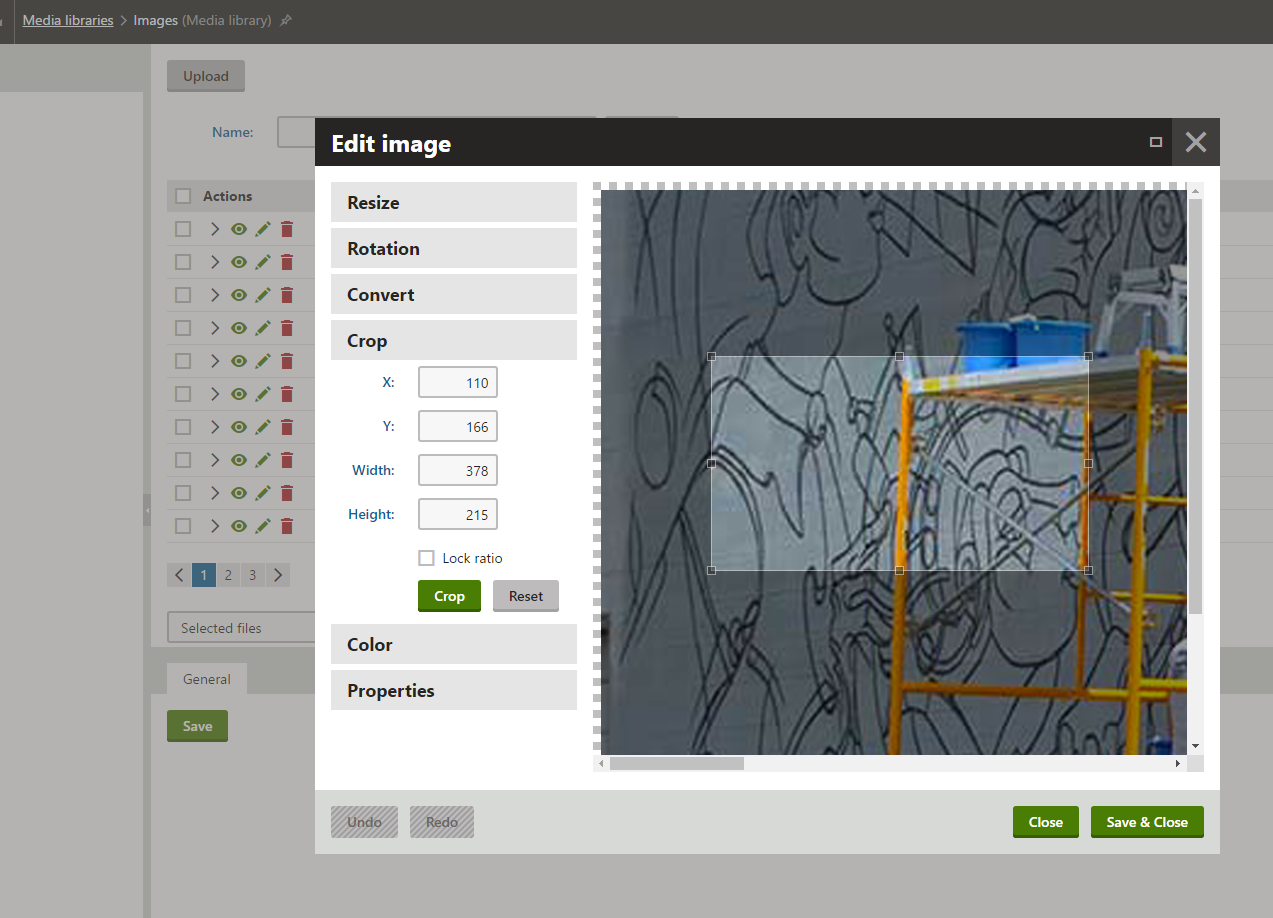 Media libraries > Images (Media library)
Upload
Name:
Edit image
Actions
Resize
Rotation
Convert
Crop
X: 110
Y: 166
Width: 378
Height: 215
Lock ratio
Crop Reset
Color
Properties
1 2 3
Selected files
General
Save
Undo Redo Close Save & Close